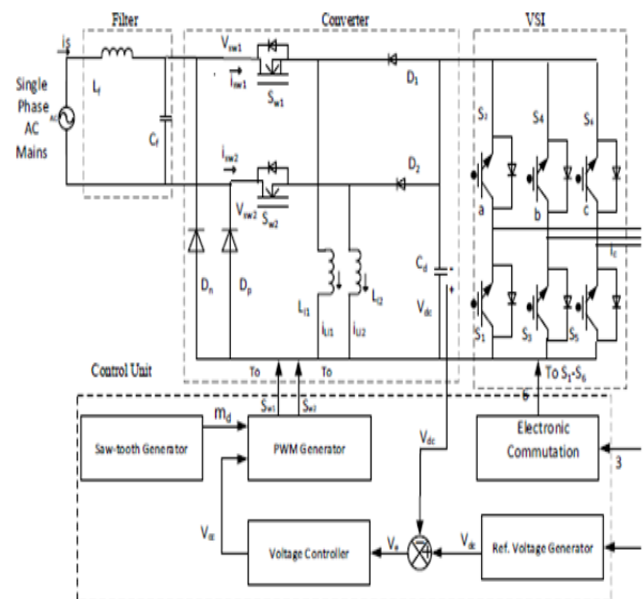 Filter
Converter
VSI
is
Vsw1
Lf
isw1
Sw1
D1
Single
Phase
AC
Mains
AC
Cf
S2
S4
S6
isw2
D2
Vsw2
Sw2
a
b
c
ic
Cd
-
+
Vdc
Dn
Dp
Li1
Li2
iLi1
iLi2
S1
S3
S5
Control Unit
To
To
To S1-S6
Sw1
Sw2
6
md
Vdc
Saw-tooth Generator
PWM Generator
Electronic
Commutation
3
Vcc
Voltage Controller
Ve
Vdc
Ref. Voltage Generator